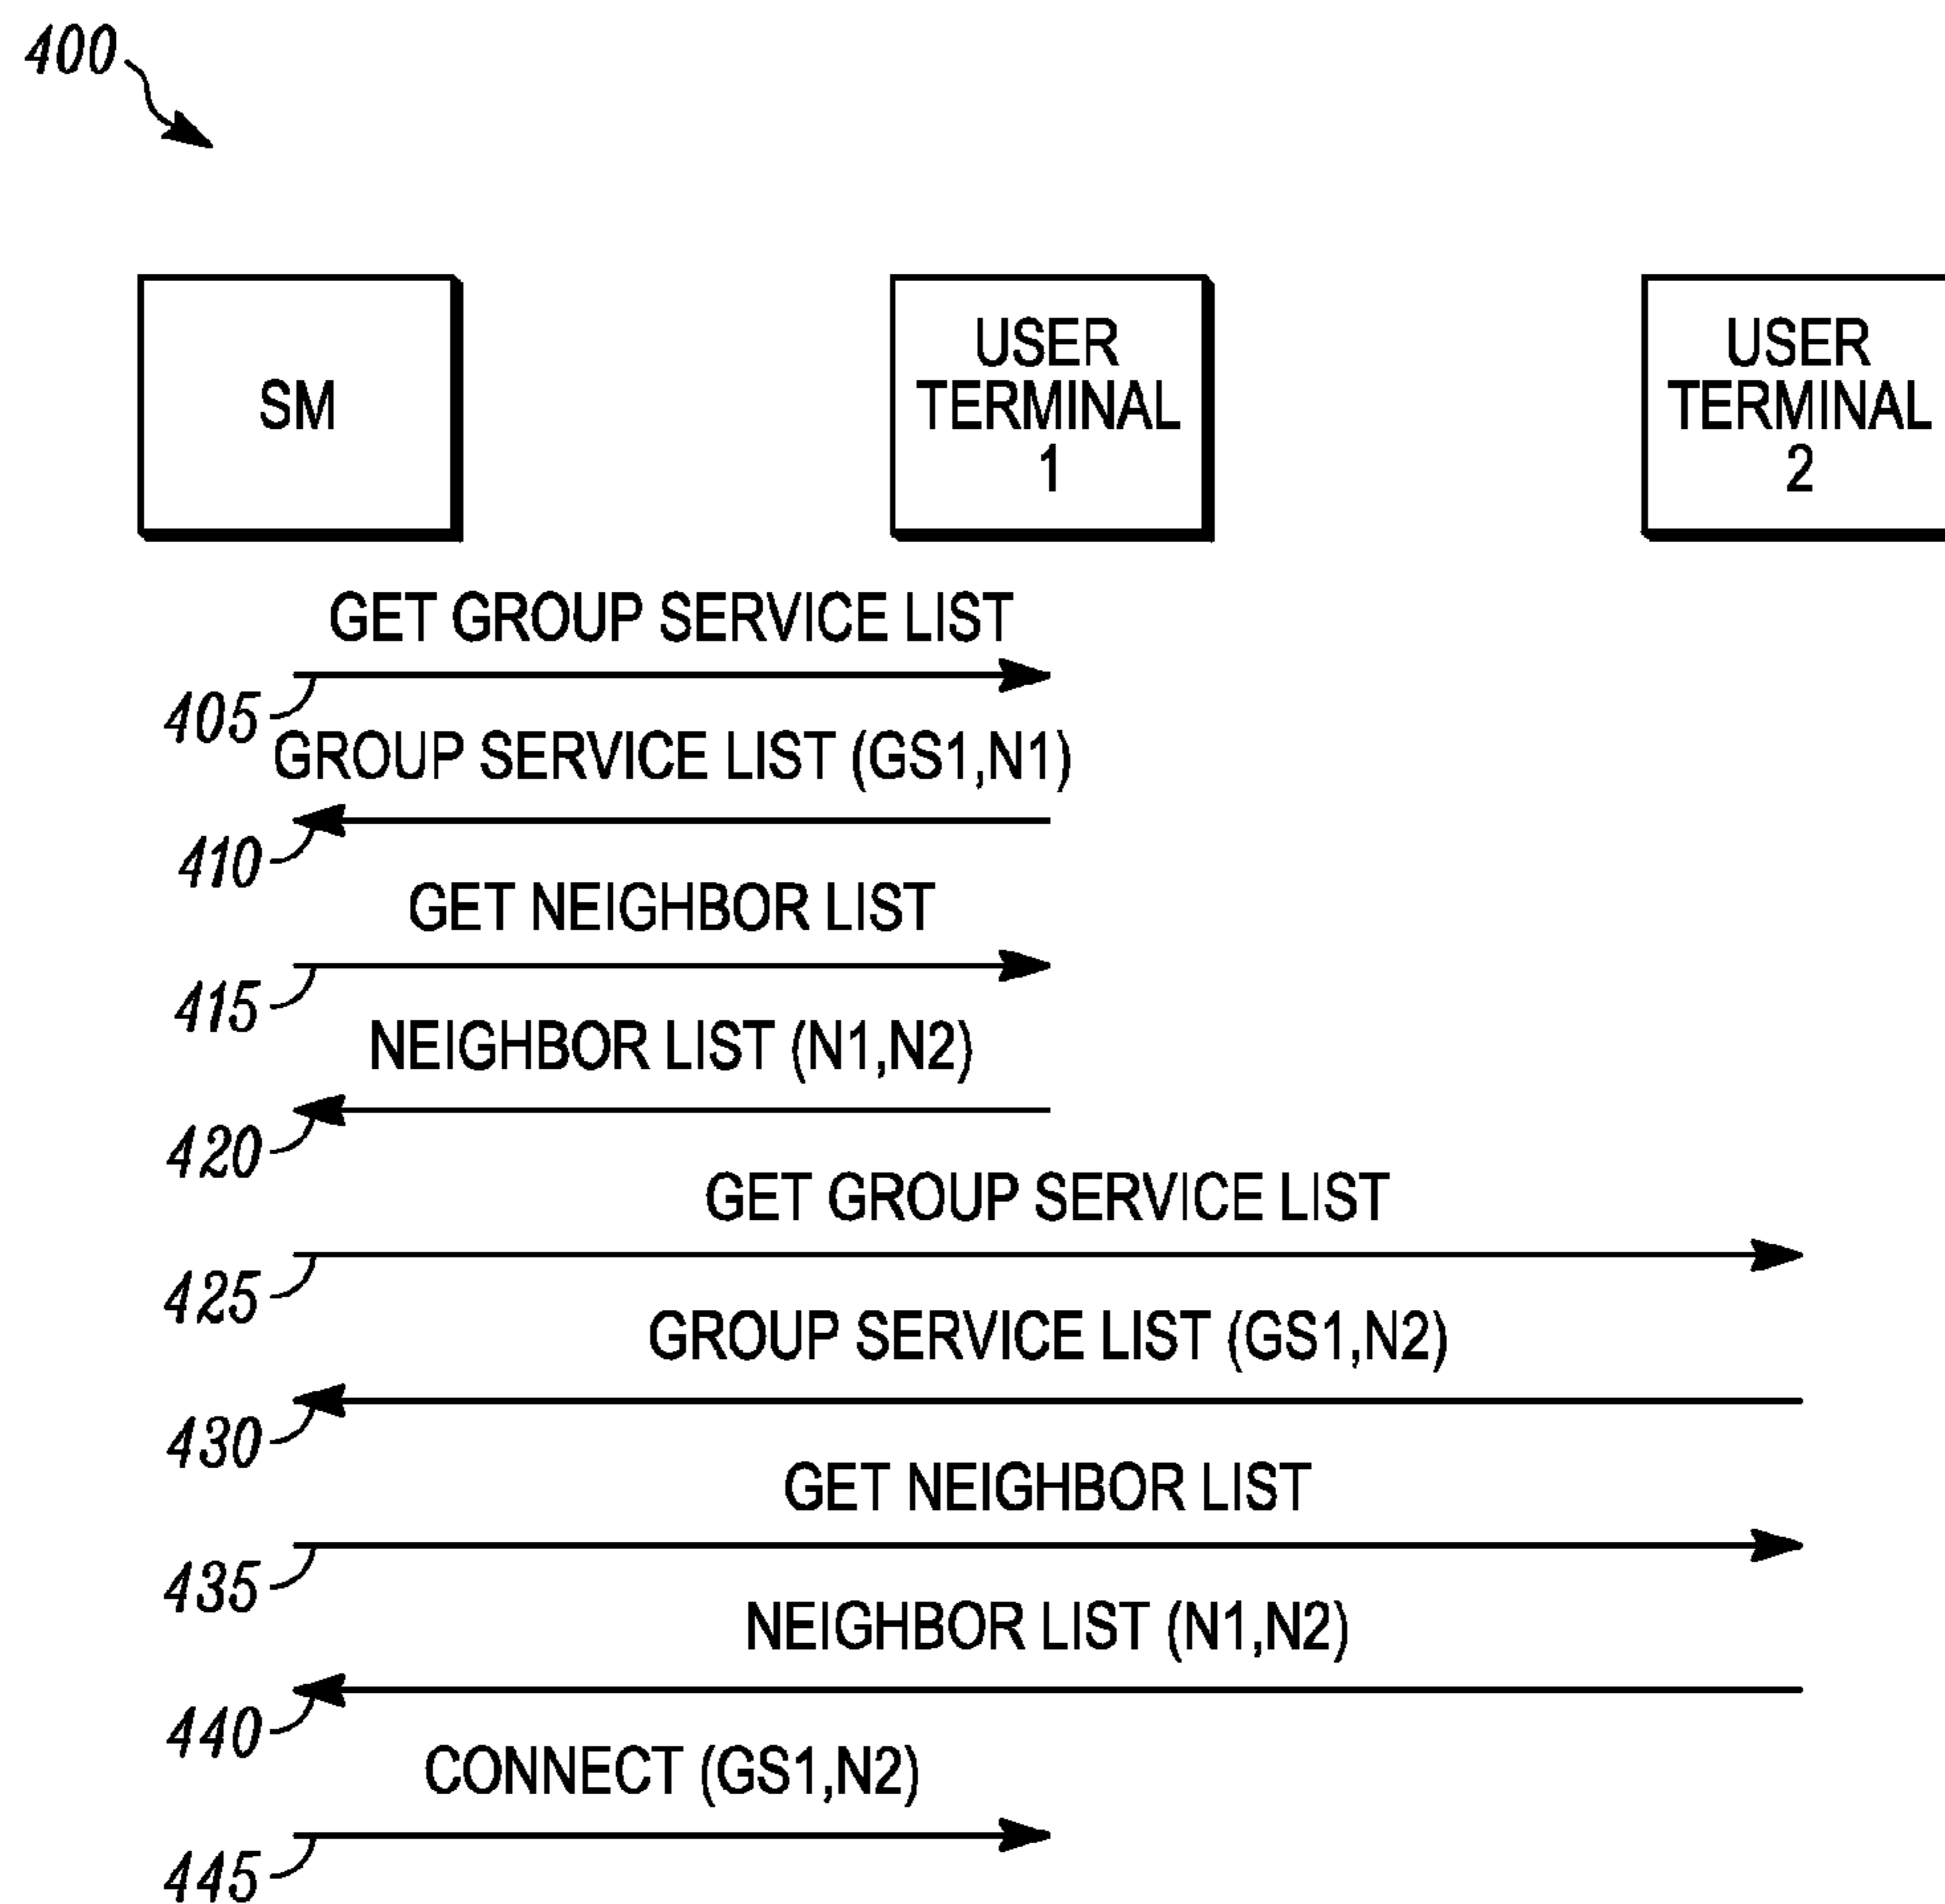 400
SM
USER
TERMINAL
1
USER
TERMINAL
2
GET GROUP SERVICE LIST
405
GROUP SERVICE LIST (GS1,N1)
410
GET NEIGHBOR LIST
415
NEIGHBOR LIST (N1,N2)
420
GET GROUP SERVICE LIST
425
GROUP SERVICE LIST (GS1,N2)
430
GET NEIGHBOR LIST
435
NEIGHBOR LIST (N1,N2)
440
CONNECT (GS1,N2)
445